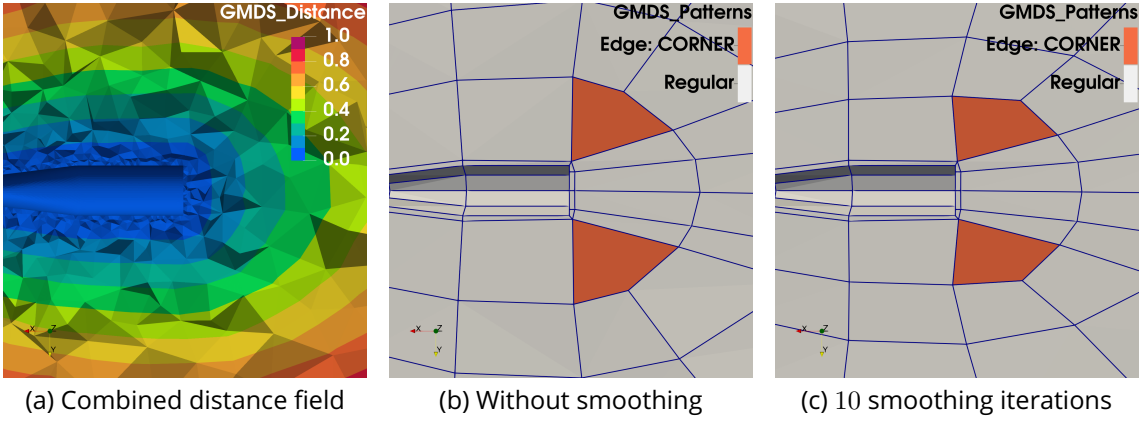 GMDS_Distance
1.0
0.8
0.6
0.4
0.2
0.0
X
Z
Y
(a) Combined distance field
GMDS_Patterns
Edge: CORNER
Regular
X
Z
Y
(b) Without smoothing
GMDS_Patterns
Edge: CORNER
Regular
X
Z
Y
(c) 10 smoothing iterations